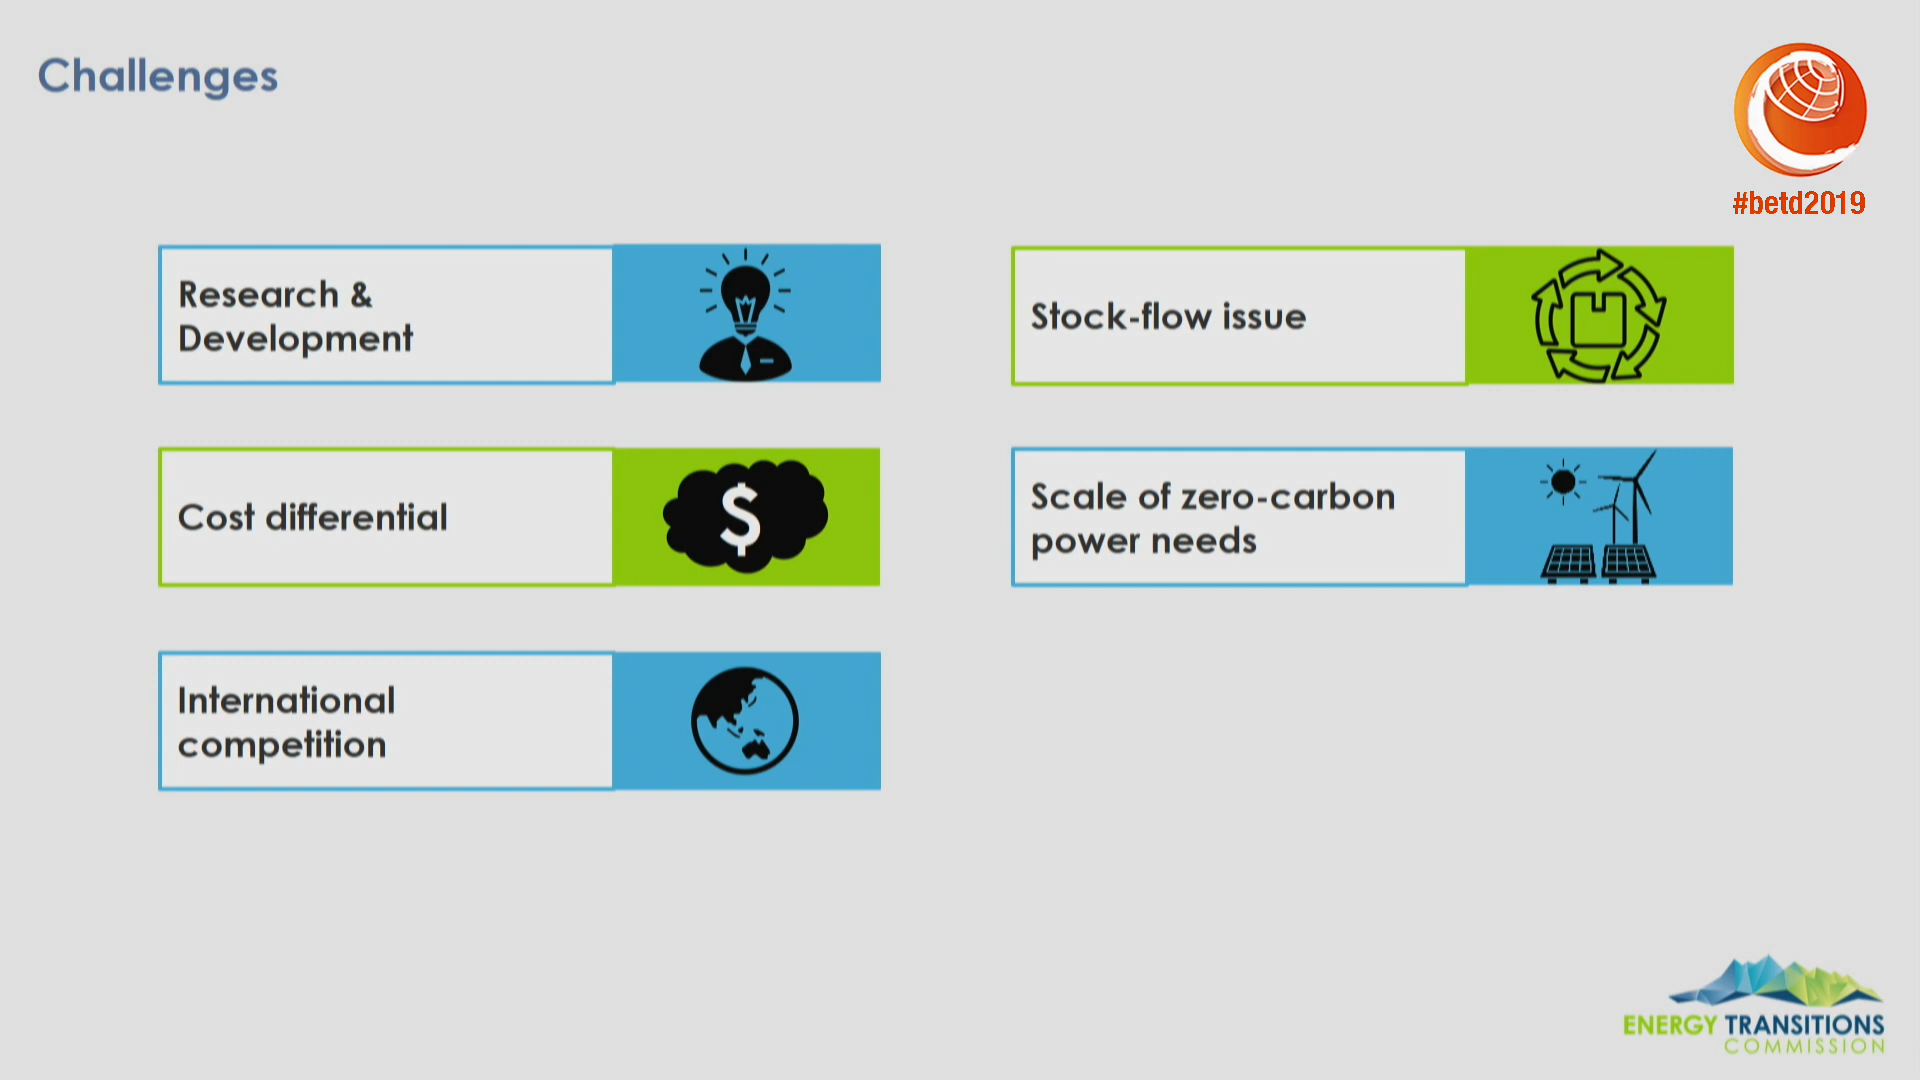 Challenges
#betd2019
Research &
Development
Cost differential
$
International
competition
Stock-flow issue
Scale of zero-carbon
power needs
ENERGY TRANSITIONS
COMMISSION